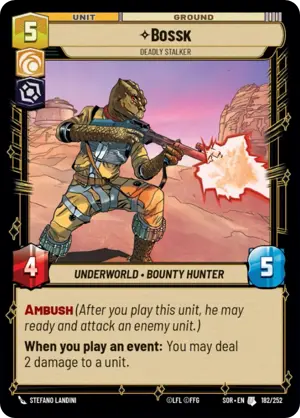 UNIT GROUND
5
✧BOSSK
DEADLY STALKER
4
5
UNDERWORLD • BOUNTY HUNTER
AMBUSH (After you play this unit, he may
ready and attack an enemy unit.)
When you play an event: You may deal
2 damage to a unit.
STEFANO LANDINI ©LFL ©FFG SOR • EN U 182/252